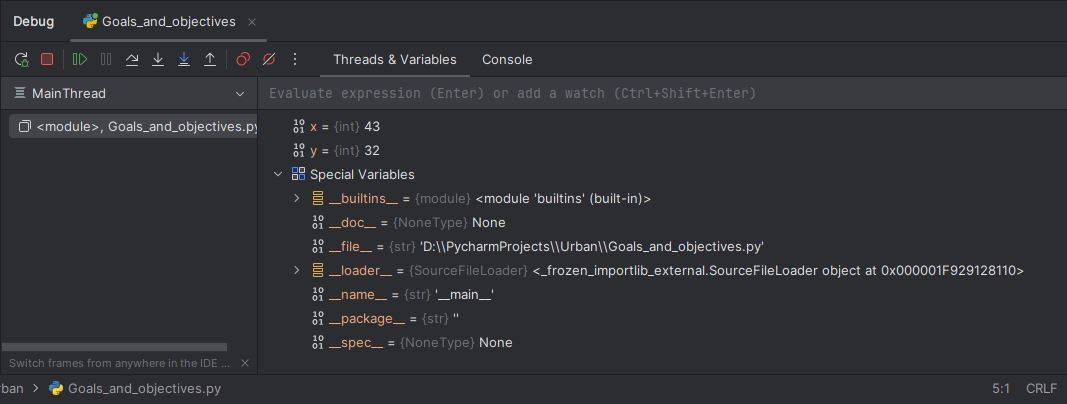 Debug Goals_and_objectives
Threads & Variables Console
MainThread Evaluate expression (Enter) or add a watch (Ctrl+Shift+Enter)
<module>, Goals_and_objectives.py
x = {int} 43
y = {int} 32
Special Variables
__builtins__ = {module} <module 'builtins' (built-in)>
__doc__ = {NoneType} None
__file__ = {str} 'D:\\PycharmProjects\\Urban\\Goals_and_objectives.py'
__loader__ = {SourceFileLoader} <_frozen_importlib_external.SourceFileLoader object at 0x000001F929128110>
__name__ = {str} '__main__'
__package__ = {str} ''
__spec__ = {NoneType} None
Switch frames from anywhere in the IDE ...
rban > Goals_and_objectives.py 5:1 CRLF